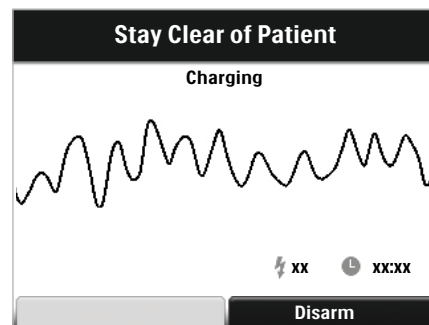 Stay Clear of Patient
Charging
xx xx:xx
Disarm